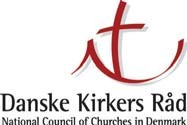 Danske Kirkers Råd
National Council of Churches in Denmark